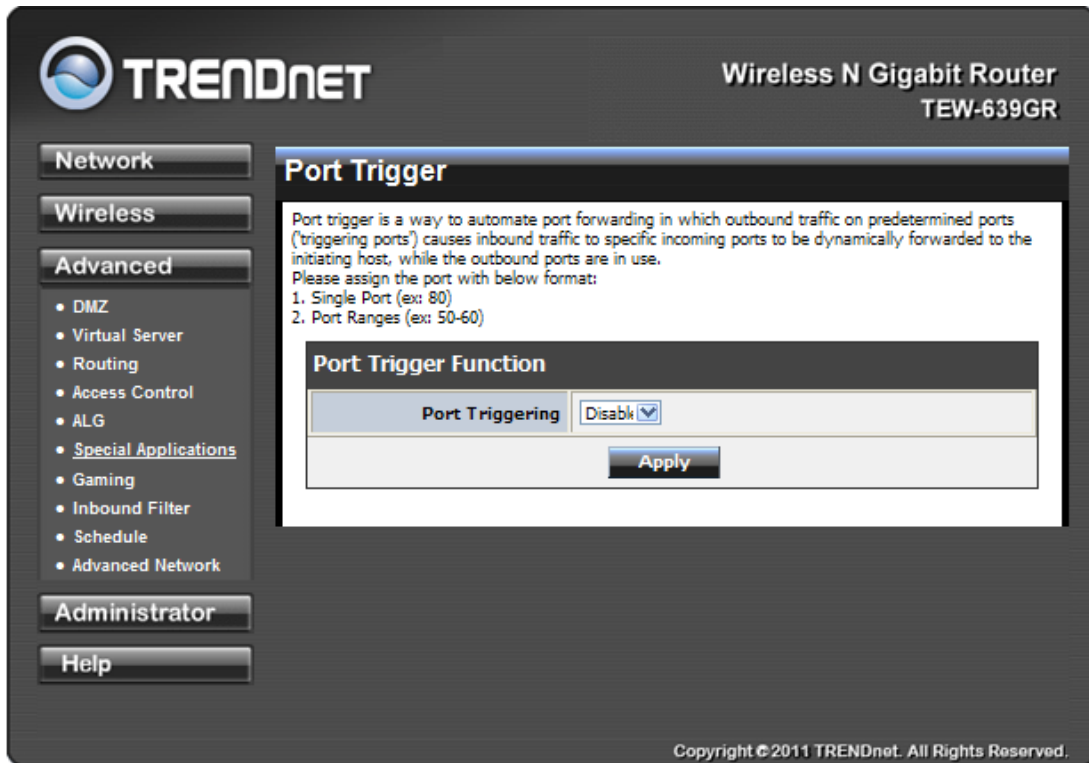 TRENDnet
Wireless N Gigabit Router
TEW-639GR
Network
Wireless
Advanced
• DMZ
• Virtual Server
• Routing
• Access Control
• ALG
• Special Applications
• Gaming
• Inbound Filter
• Schedule
• Advanced Network
Administrator
Help
Port Trigger
Port trigger is a way to automate port forwarding in which outbound traffic on predetermined ports
('triggering ports') causes inbound traffic to specific incoming ports to be dynamically forwarded to the
initiating host, while the outbound ports are in use.
Please assign the port with below format:
1. Single Port (ex: 80)
2. Port Ranges (ex: 50-60)
Port Trigger Function
Port Triggering Disable
Apply
Copyright © 2011 TRENDnet. All Rights Reserved.